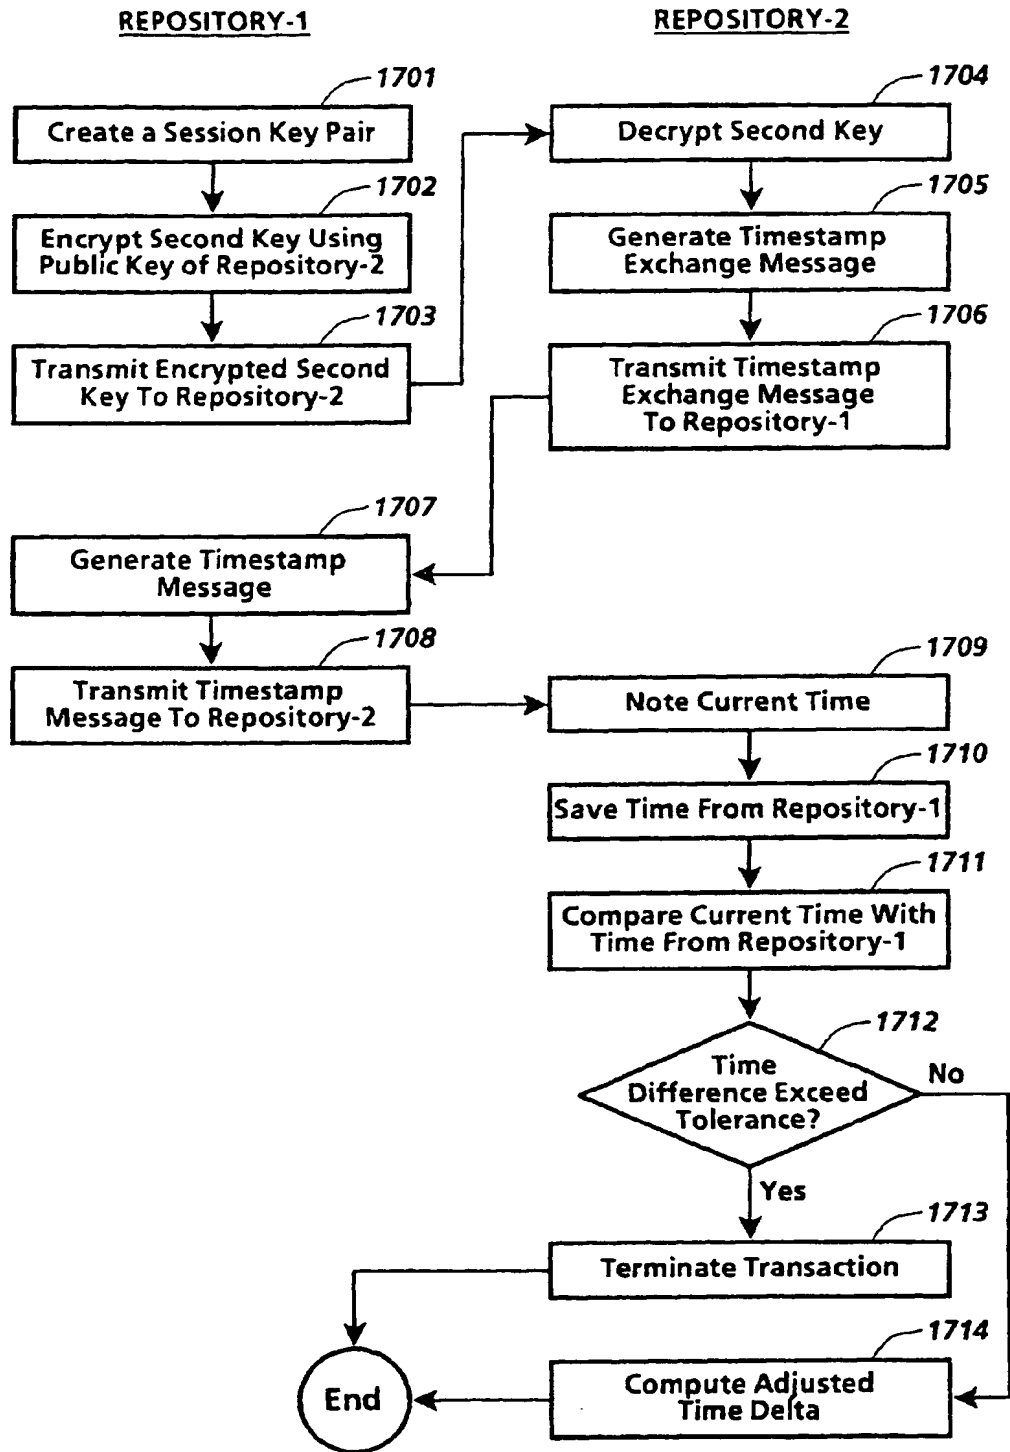 REPOSITORY-1
REPOSITORY-2
1701
Create a Session Key Pair
1702
Encrypt Second Key Using
Public Key of Repository-2
1703
Transmit Encrypted Second
Key To Repository-2
1704
Decrypt Second Key
1705
Generate Timestamp
Exchange Message
1706
Transmit Timestamp
Exchange Message
To Repository-1
1707
Generate Timestamp
Message
1708
Transmit Timestamp
Message To Repository-2
1709
Note Current Time
1710
Save Time From Repository-1
1711
Compare Current Time With
Time From Repository-1
1712
Time
Difference Exceed
Tolerance?
No
Yes
1713
Terminate Transaction
1714
Compute Adjusted
Time Delta
End